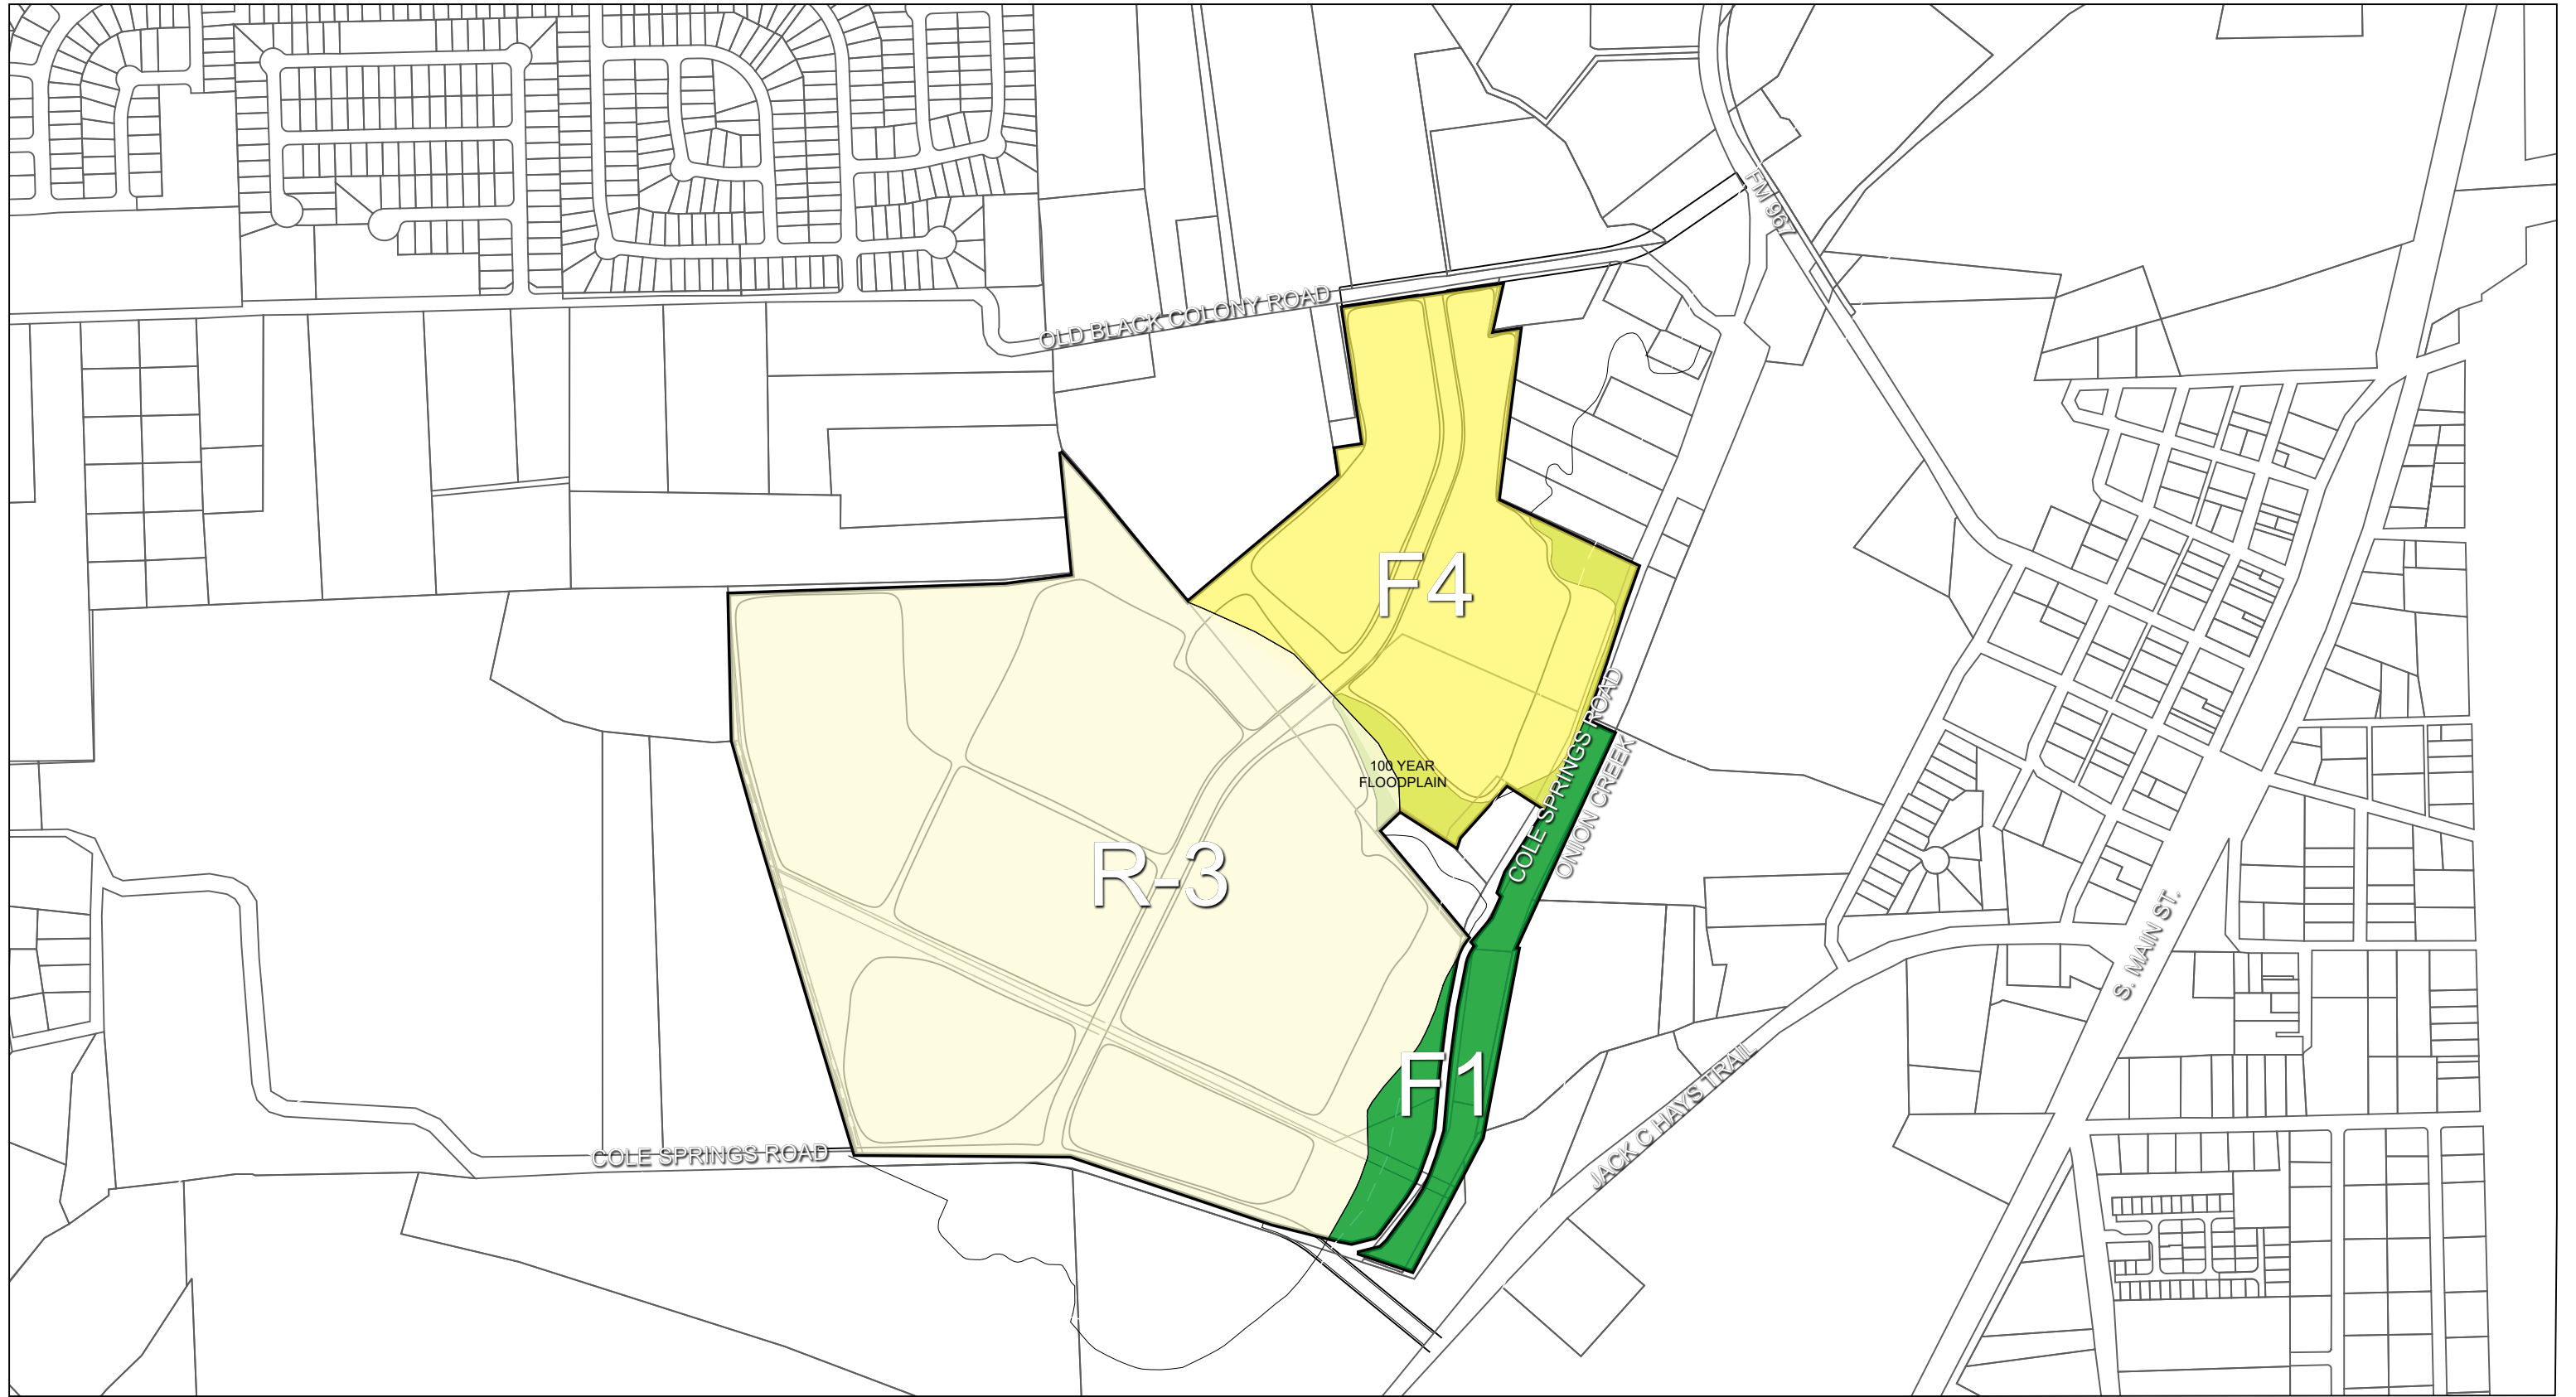 FM 967
OLD BLACK COLONY ROAD
F4
COLE SPRINGS ROAD
ONION CREEK
100 YEAR
FLOODPLAIN
R-3
S. MAIN ST.
F1
JACK C HAYS TRAIL
COLE SPRINGS ROAD